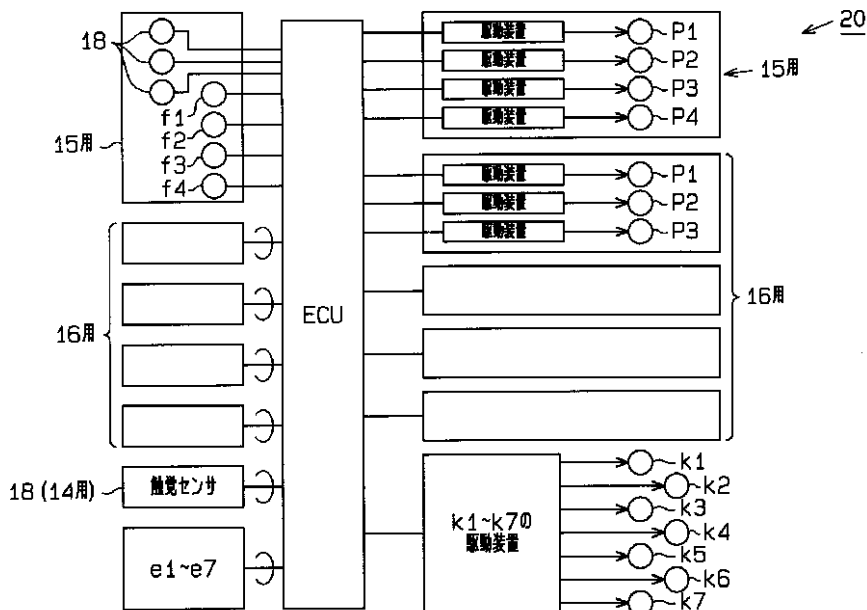 20
18
f1
f2
f3
f4
15用
16用
18(14用)
触覚センサ
e1~e7
ECU
駆動装置
P1
駆動装置
P2
駆動装置
P3
駆動装置
P4
15用
駆動装置
P1
駆動装置
P2
駆動装置
P3
16用
k1~k7の
駆動装置
k1
k2
k3
k4
k5
k6
k7